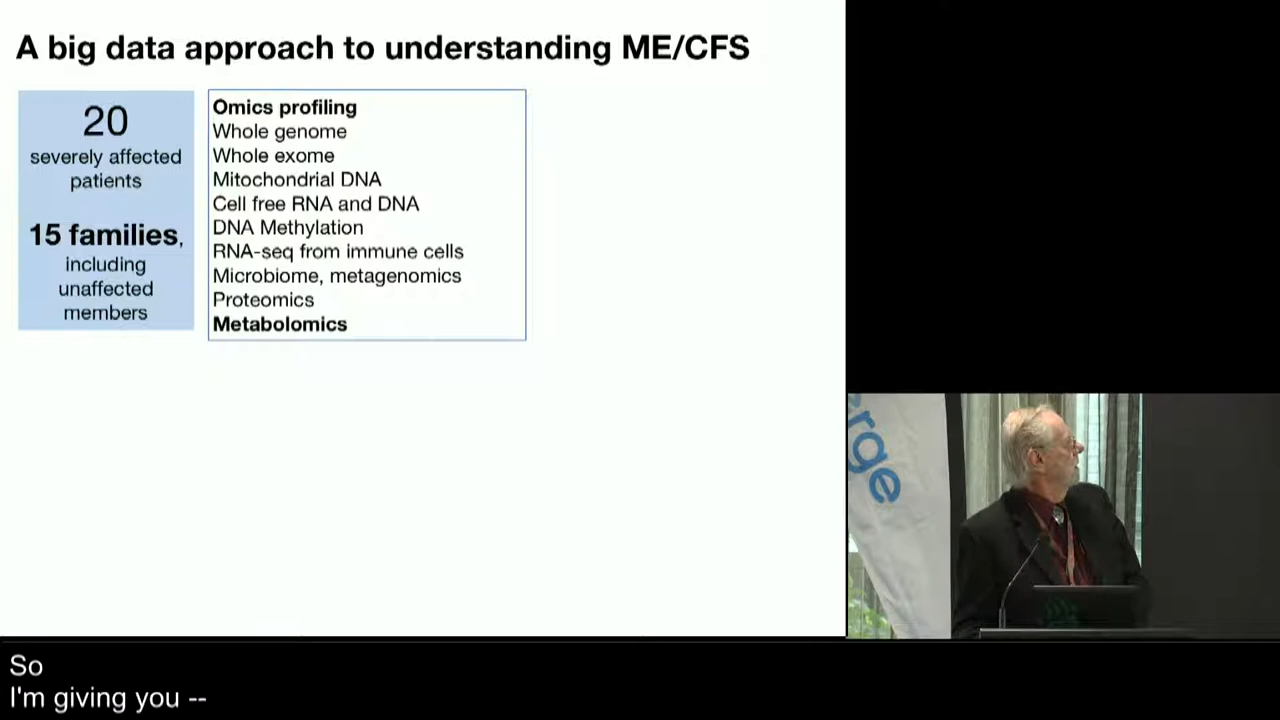 A big data approach to understanding ME/CFS
20
severely affected
patients
15 families,
including
unaffected
members
Omics profiling
Whole genome
Whole exome
Mitochondrial DNA
Cell free RNA and DNA
DNA Methylation
RNA-seq from immune cells
Microbiome, metagenomics
Proteomics
Metabolomics
erge
So
I'm giving you --